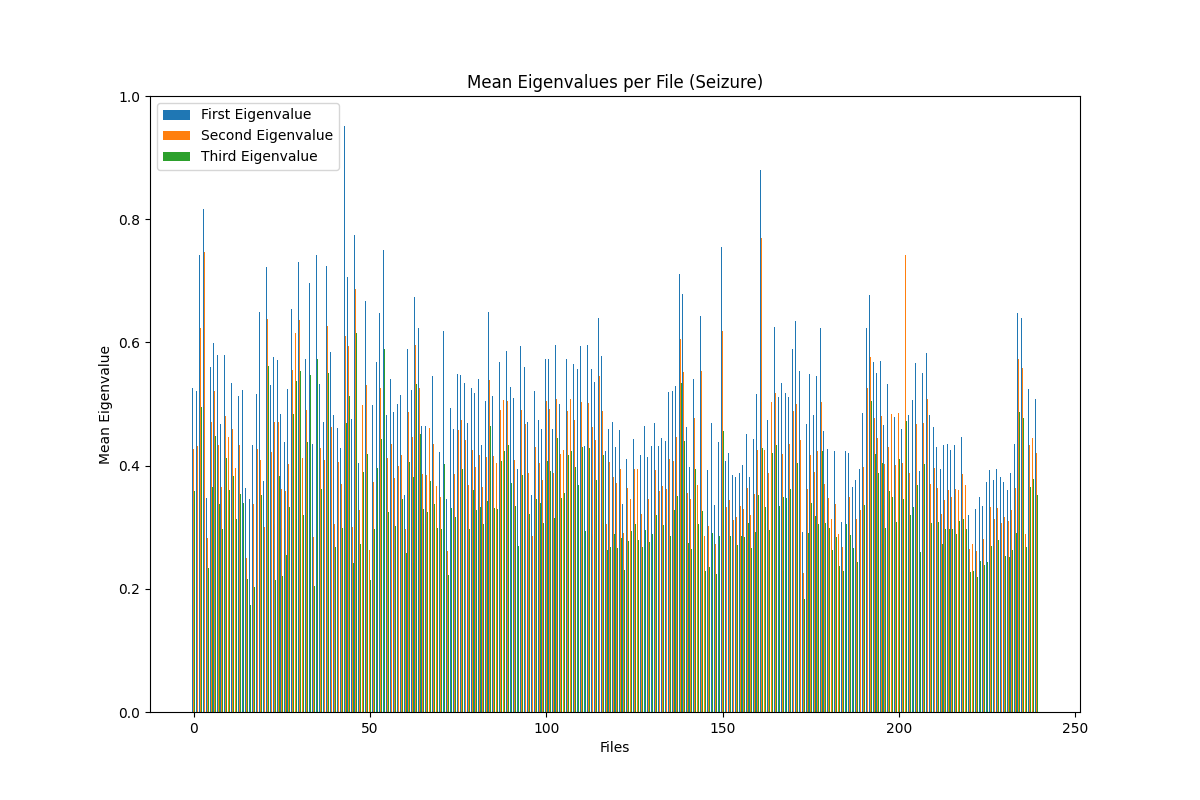 Mean Eigenvalues per File (Seizure)
1.0
First Eigenvalue
Second Eigenvalue
Third Eigenvalue
0.8
0.6
0.4
0.2
0.0
Mean Eigenvalue
0 50 100 150 200 250
Files